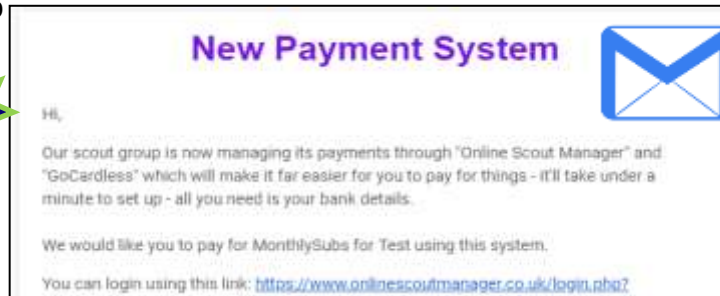 New Payment System
Hi,
Our scout group is now managing its payments through "Online Scout Manager" and
"GoCardless" which will make it far easier for you to pay for things - it'll take under a
minute to set up - all you need is your bank details.
We would like you to pay for MonthlySubs for Test using this system.
You can login using this link: https://www.onlinescoutmanager.co.uk/login.php?